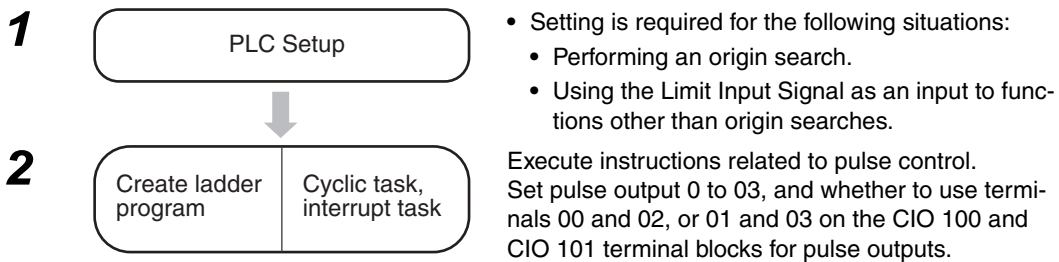 1
PLC Setup
• Setting is required for the following situations:
• Performing an origin search.
• Using the Limit Input Signal as an input to func-
tions other than origin searches.
2
Create ladder
program
Cyclic task,
interrupt task
Execute instructions related to pulse control.
Set pulse output 0 to 03, and whether to use termi-
nals 00 and 02, or 01 and 03 on the CIO 100 and
CIO 101 terminal blocks for pulse outputs.